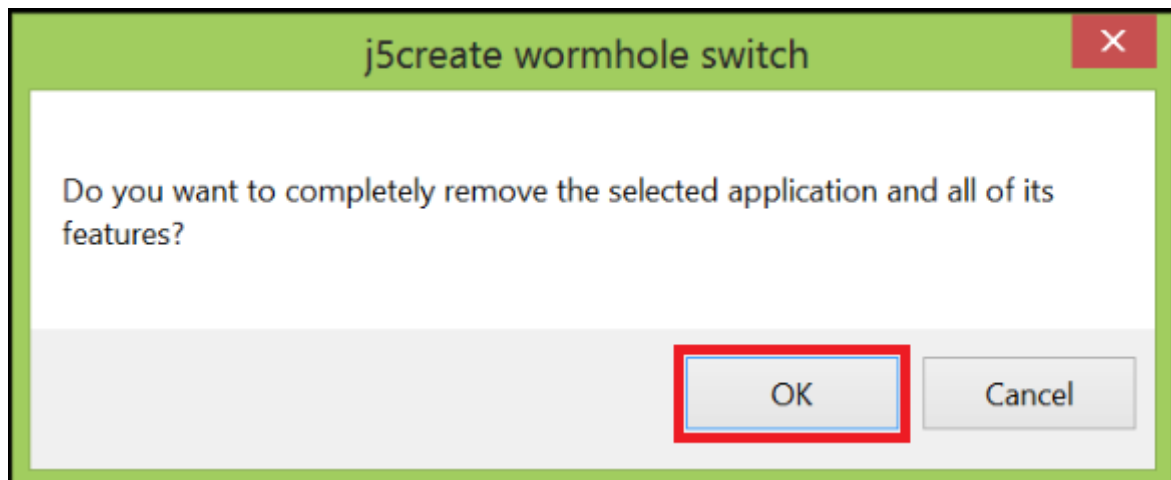 j5create wormhole switch
Do you want to completely remove the selected application and all of its
features?
OK
Cancel